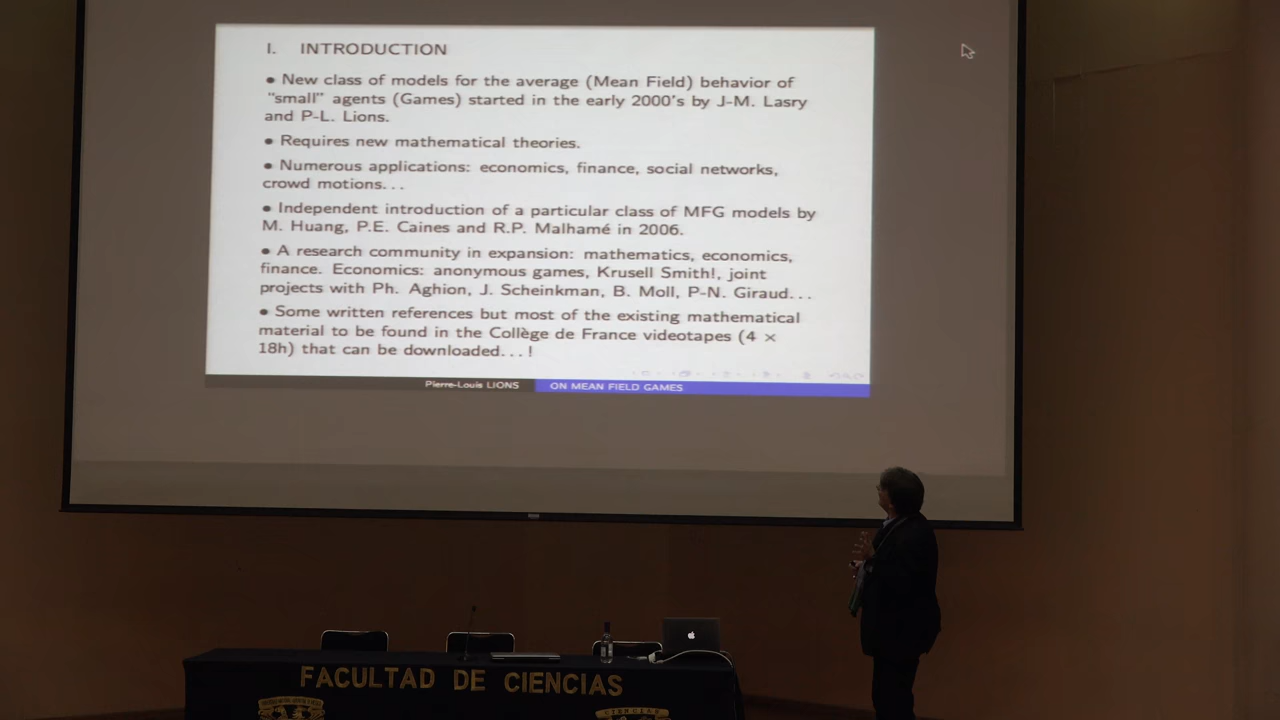 I. INTRODUCTION
• New class of models for the average (Mean Field) behavior of
"small" agents (Games) started in the early 2000's by J-M. Lasry
and P-L. Lions.
• Requires new mathematical theories.
• Numerous applications: economics, finance, social networks,
crowd motions...
• Independent introduction of a particular class of MFG models by
M. Huang, P.E. Caines and R.P. Malhamé in 2006.
• A research community in expansion: mathematics, economics,
finance. Economics: anonymous games, Krusell Smith!, joint
projects with Ph. Aghion, J. Scheinkman, B. Moll, P-N. Giraud...
• Some written references but most of the existing mathematical
material to be found in the Collège de France videotapes (4 ×
18h) that can be downloaded...!
Pierre-Louis LIONS ON MEAN FIELD GAMES
FACULTAD DE CIENCIAS